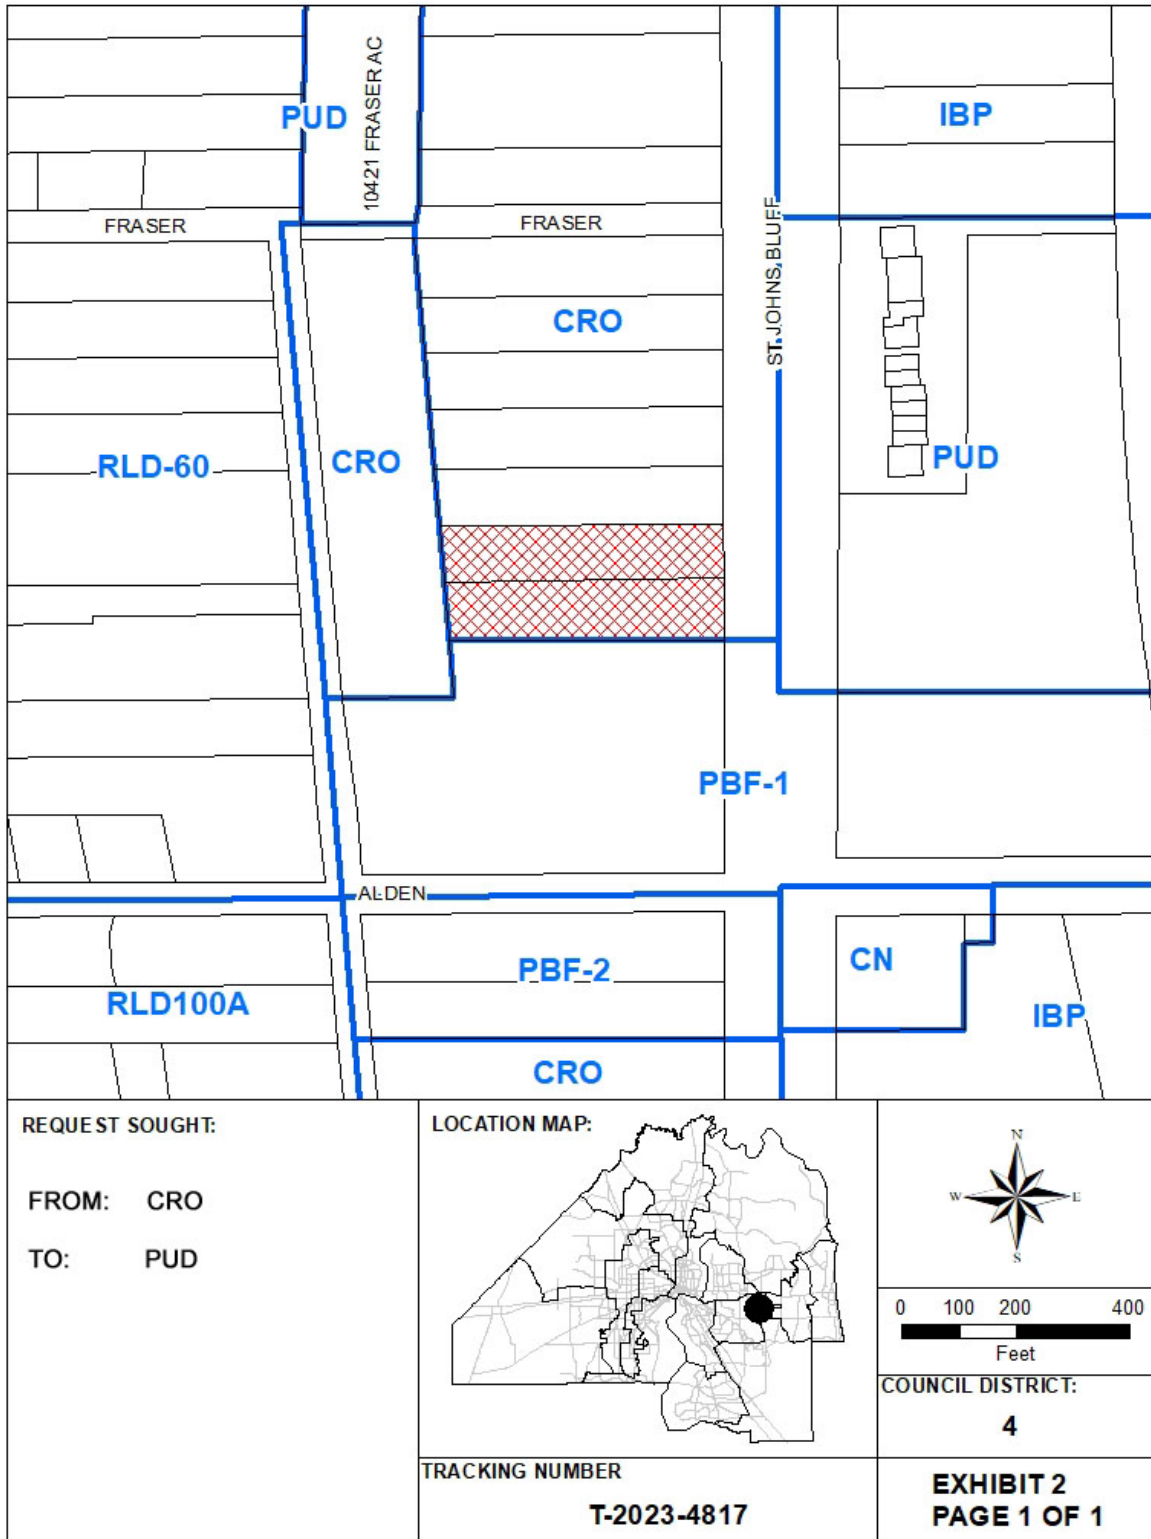 PUD
10421 FRASER AC
IBP
FRASER
FRASER
ST JOHNS BLUFF
CRO
RLD-60
CRO
PUD
PBF-1
ALDEN
PBF-2
CN
RLD100A
IBP
CRO
REQUEST SOUGHT:
FROM: CRO
TO: PUD
LOCATION MAP:
N
W E
S
0 100 200 400
Feet
COUNCIL DISTRICT:
4
TRACKING NUMBER
T-2023-4817
EXHIBIT 2
PAGE 1 OF 1